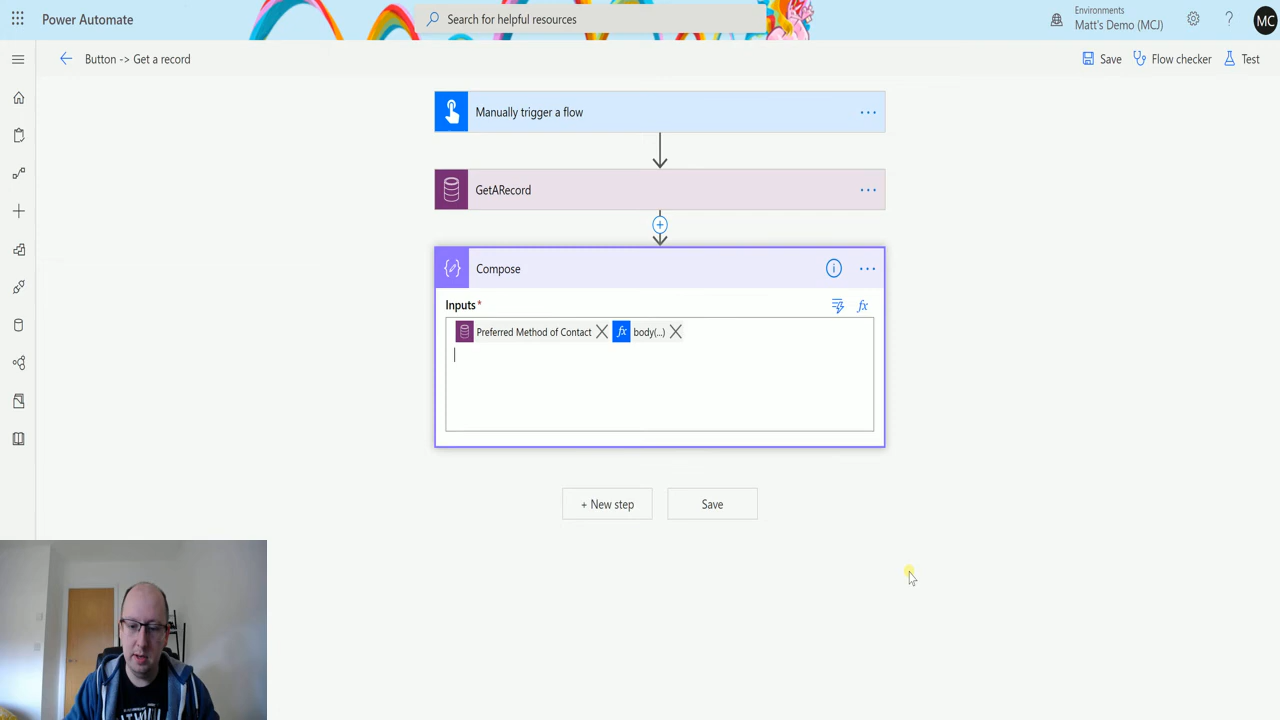 Power Automate
Search for helpful resources
Environments
Matt's Demo (MCJ)
?
MC
Button -> Get a record
Save
Flow checker
Test
Manually trigger a flow
GetARecord
Compose
Inputs*
fx
Preferred Method of Contact
fx
body(...)
+ New step
Save